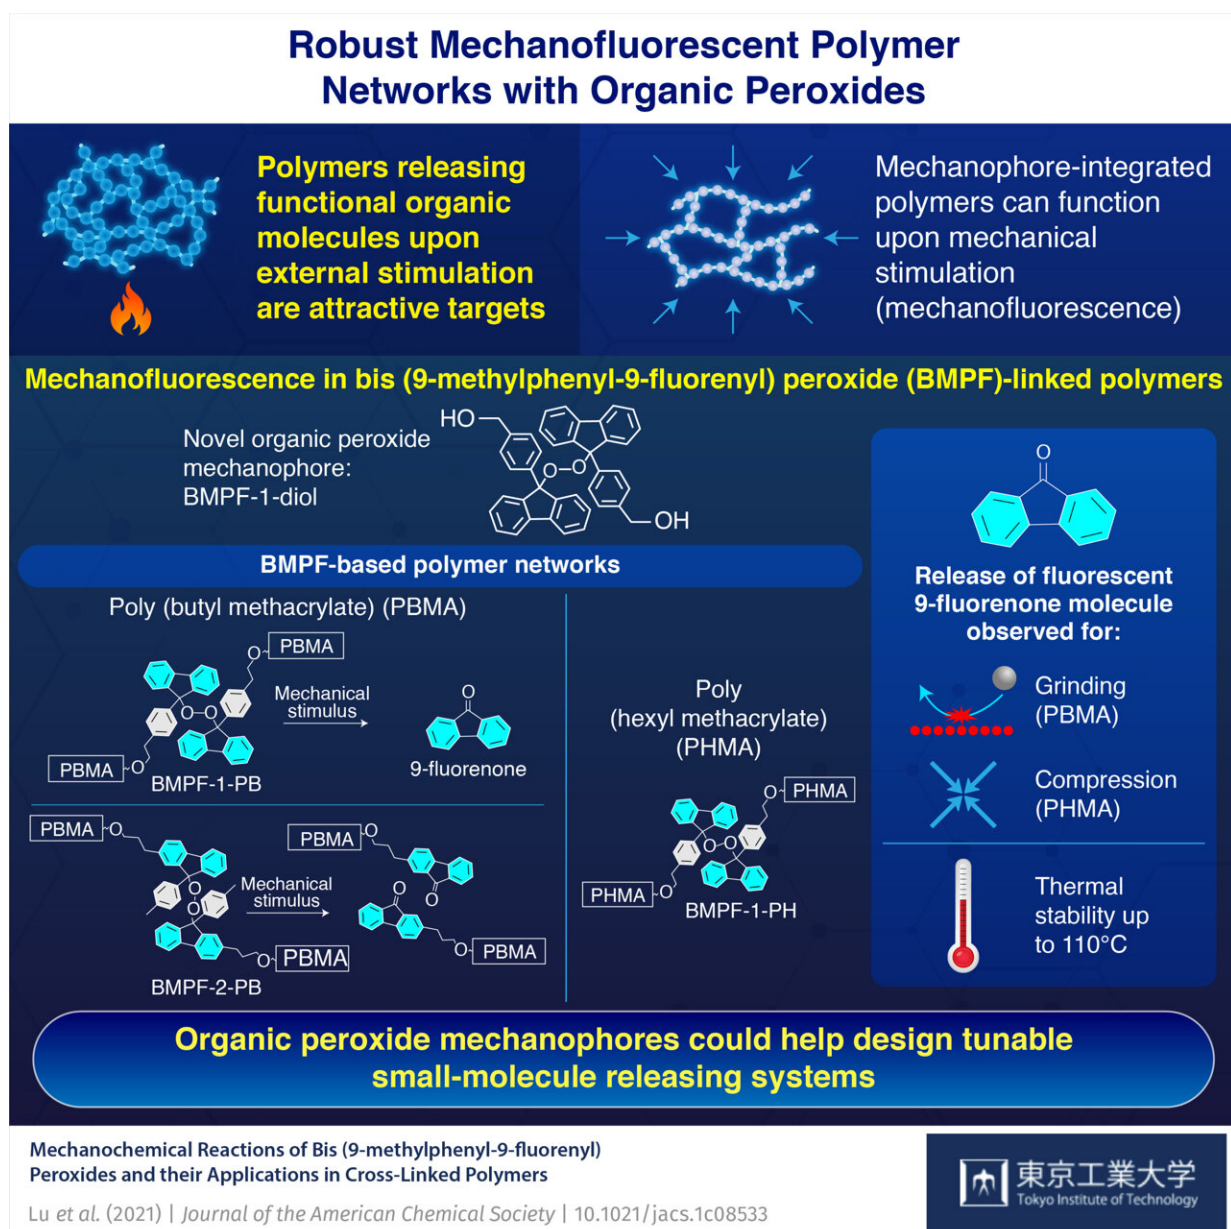 Robust Mechanofluorescent Polymer
Networks with Organic Peroxides
Polymers releasing
functional organic
molecules upon
external stimulation
are attractive targets
Mechanophore-integrated
polymers can function
upon mechanical
stimulation
(mechanofluorescence)
Mechanofluorescence in bis (9-methylphenyl-9-fluorenyl) peroxide (BMPF)-linked polymers
Novel organic peroxide
mechanophore:
BMPF-1-diol
HO
O–O
OH
BMPF-based polymer networks
Poly (butyl methacrylate) (PBMA)
O PBMA
O–O
PBMA O
BMPF-1-PB
Mechanical
stimulus
O
9-fluorenone
PBMA O
O
O
O PBMA
BMPF-2-PB
Mechanical
stimulus
PBMA O
O
O
O PBMA
Poly
(hexyl methacrylate)
(PHMA)
O PHMA
O–O
PHMA O
BMPF-1-PH
O
Release of fluorescent
9-fluorenone molecule
observed for:
Grinding
(PBMA)
Compression
(PHMA)
Thermal
stability up
to 110°C
Organic peroxide mechanophores could help design tunable
small-molecule releasing systems
Mechanochemical Reactions of Bis (9-methylphenyl-9-fluorenyl)
Peroxides and their Applications in Cross-Linked Polymers
Lu et al. (2021) | Journal of the American Chemical Society | 10.1021/jacs.1c08533
東京工業大学
Tokyo Institute of Technology